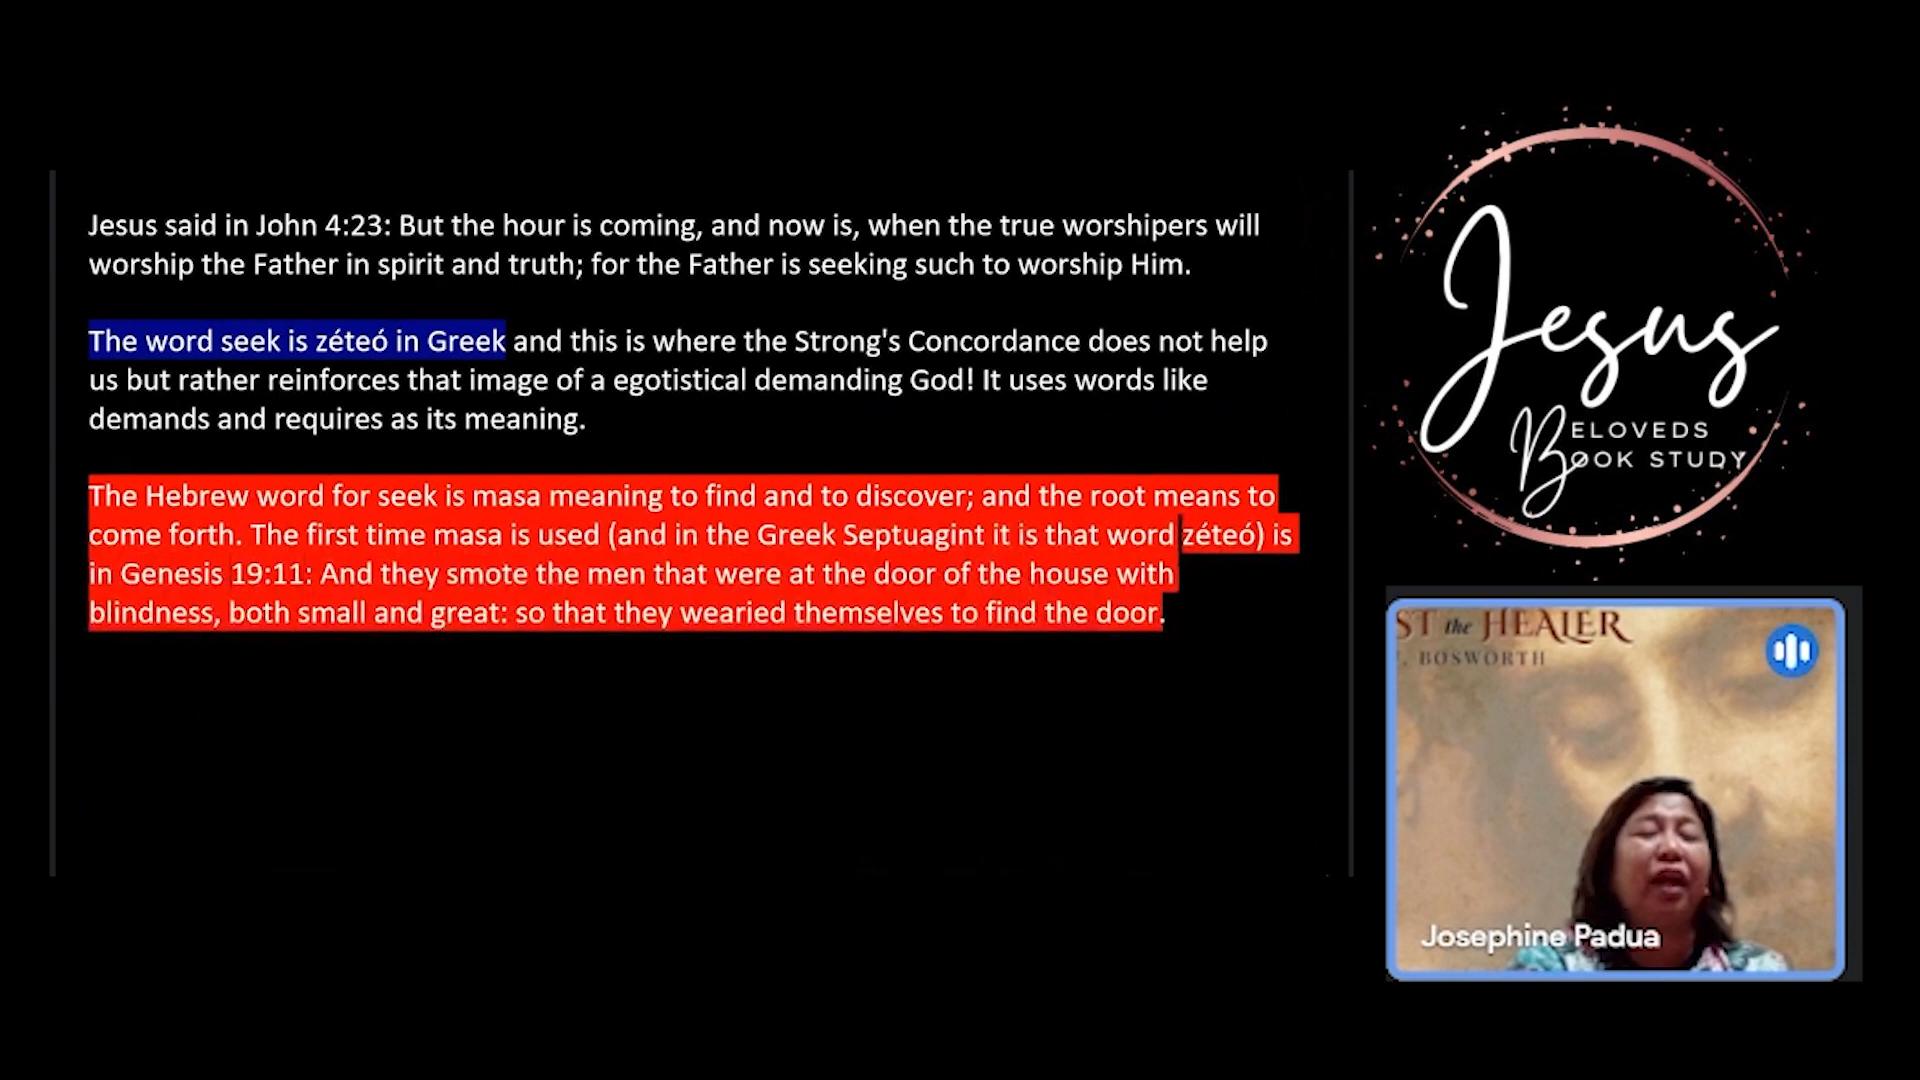 Jesus said in John 4:23: But the hour is coming, and now is, when the true worshipers will
worship the Father in spirit and truth; for the Father is seeking such to worship Him.
The word seek is zéteó in Greek and this is where the Strong's Concordance does not help
us but rather reinforces that image of a egotistical demanding God! It uses words like
demands and requires as its meaning.
The Hebrew word for seek is masa meaning to find and to discover; and the root means to
come forth. The first time masa is used (and in the Greek Septuagint it is that word zéteó) is
in Genesis 19:11: And they smote the men that were at the door of the house with
blindness, both small and great: so that they wearied themselves to find the door.
Jesus
BELOVEDS
BOOK STUDY
ST the HEALER
. BOSWORTH
Josephine Padua